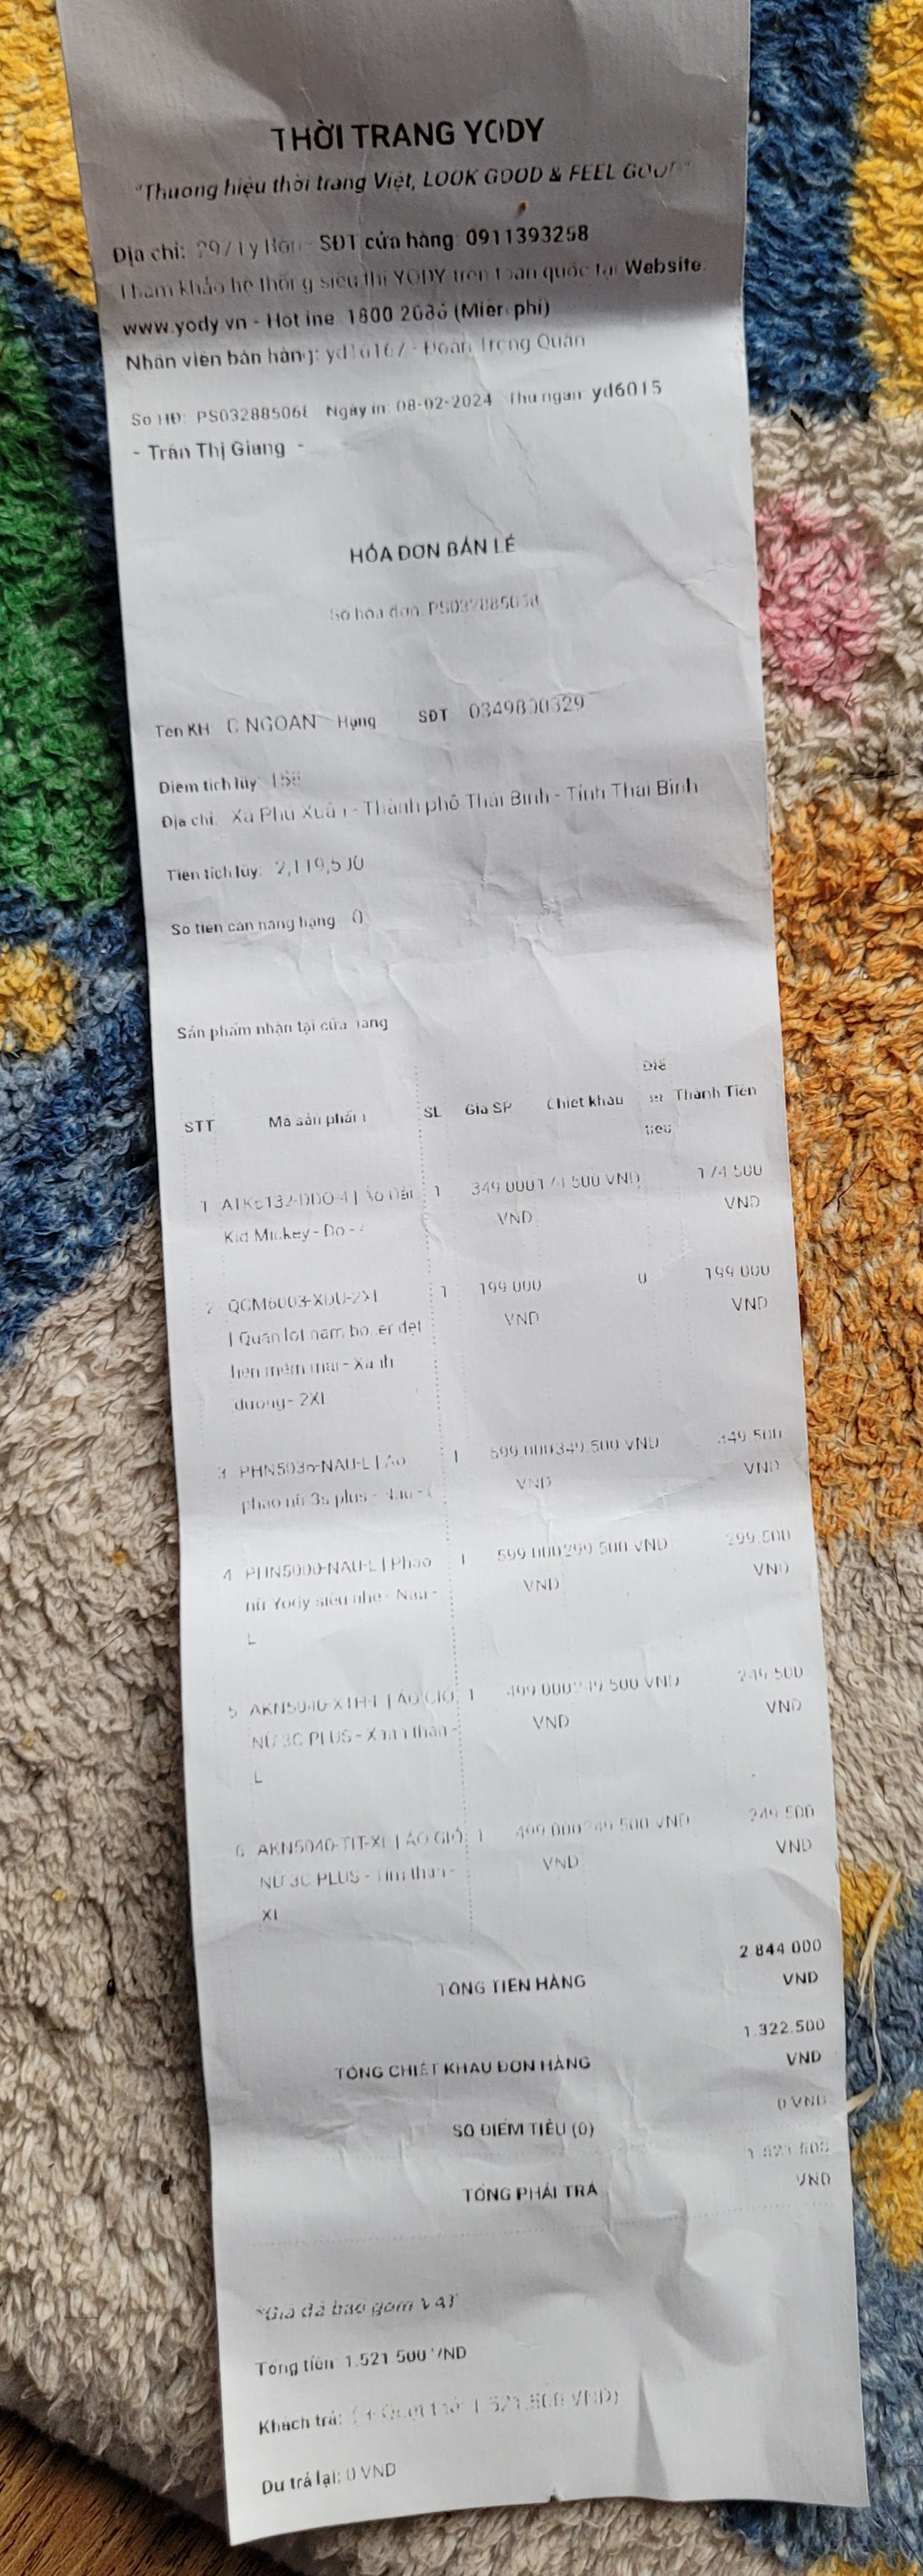 THỜI TRANG YODY
"Thương hiệu thời trang Việt, LOOK GOOD & FEEL GOOD"
Địa chỉ: 297 Lý Bôn - SĐT cửa hàng 0911393258
Tham khảo hệ thống siêu thị YODY trên toàn quốc tại Website:
www.yody.vn - Hotline 1800 2086 (Miễn phí)
Nhân viên bán hàng: - Đoàn Trọng Quân
Số HĐ: Ngày in: 08-02-2024 Thu ngân: yd6015
- Trần Thị Giang -
HÓA ĐƠN BÁN LẺ
Số hóa đơn:
Tên KH C NGOAN Hạng SĐT
Điểm tích lũy: 158
Địa chỉ: Xã Phú Xuân - Thành phố Thái Bình - Tỉnh Thái Bình
Tiền tích lũy: 2,119,500
Số tiền cần nâng hạng 0
Sản phẩm nhận tại cửa hàng
STT Mã sản phẩm SL Giá SP Chiết khấu Điểm tiêu Thành Tiền
1 | Áo Dài 1 349.000 174.500 VND 174.500
Kid Mickey - Đỏ - VND VND
2 QCM6003-XDU-2XL 1 199.000 0 199.000
| Quần lót nam boxer dệt VND VND
liền mềm mại - Xanh
dương - 2XL
3 PHN5036-NAU-L | Áo 1 699.000 349.500 VND 349.500
phao nữ 3s plus - Nâu - VND VND
4 PHN5000-NAU-L | Phao 1 599.000 299.500 VND 299.500
nữ Yody siêu nhẹ - Nâu - VND VND
L
5 AKN5040-XTH-L | ÁO GIÓ 1 499.000 249.500 VND 249.500
NỮ 3C PLUS - Xanh than - VND VND
L
6 AKN5040-TIT-XL | ÁO GIÓ 1 499.000 249.500 VND 249.500
NỮ 3C PLUS - Tím than - VND VND
XL
2.844.000
TỔNG TIỀN HÀNG VND
1.322.500
TỔNG CHIẾT KHẤU ĐƠN HÀNG VND
0 VND
SỐ ĐIỂM TIÊU (0)
1.521.500
TỔNG PHẢI TRẢ VND
*Giá đã bao gồm VAT
Tổng tiền: 1.521.500 VND
Khách trả: ( + Quẹt thẻ: 1.521.500 VND)
Dư trả lại: 0 VND